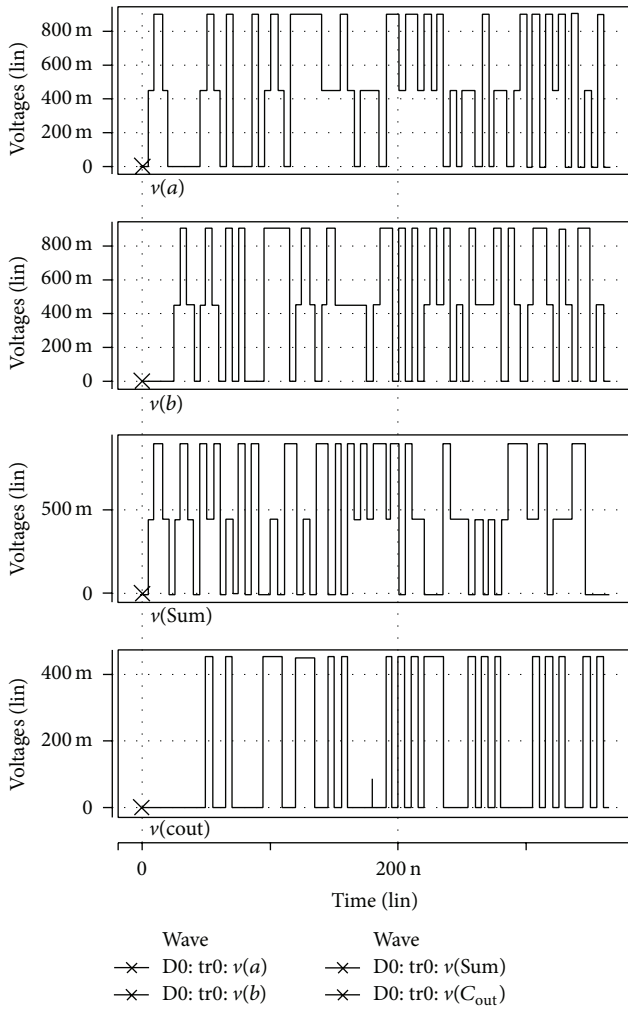 800 m
600 m
400 m
200 m
0
Voltages (lin)
v(a)
800 m
600 m
400 m
200 m
0
Voltages (lin)
v(b)
500 m
0
Voltages (lin)
v(Sum)
400 m
200 m
0
Voltages (lin)
v(cout)
0 200 n
Time (lin)
Wave Wave
D0: tr0: v(a) D0: tr0: v(Sum)
D0: tr0: v(b) D0: tr0: v(Cout)